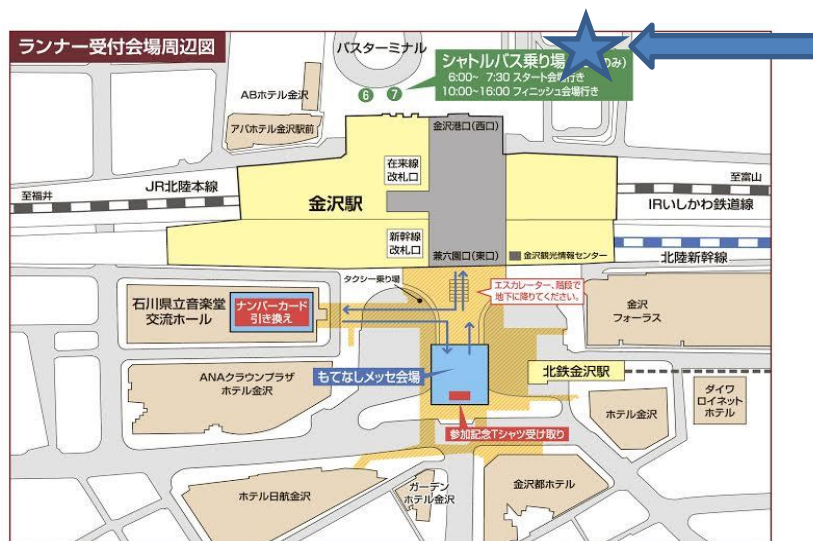 ランナー受付会場周辺図
バスターミナル
シャトルバス乗り場
のみ)
6:00~ 7:30 スタート会場行き
10:00~16:00 フィニッシュ会場行き
6
7
ABホテル金沢
アパホテル金沢駅前
金沢港口(西口)
在来線
改札口
JR北陸本線
至福井
金沢駅
至富山
IRいしかわ鉄道線
新幹線
改札口
兼六園口(東口)
金沢観光情報センター
北陸新幹線
タクシー乗り場
エスカレーター、階段で
地下に降りてください。
石川県立音楽堂
交流ホール
ナンバーカード
引き換え
金沢
フォーラス
もてなしメッセ会場
北鉄金沢駅
ANAクラウンプラザ
ホテル金沢
ダイワ
ロイネット
ホテル
ホテル金沢
参加記念Tシャツ受け取り
ホテル日航金沢
ガーデン
ホテル金沢
金沢都ホテル